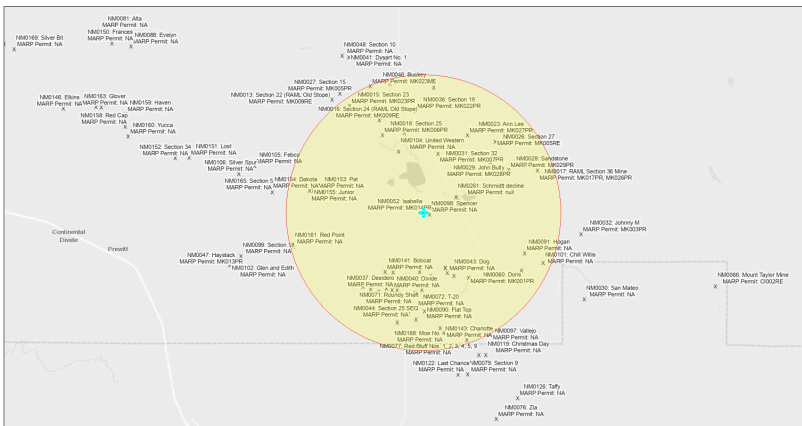 NM0081: Alta
MARP Permit: NA
NM0150: Frances
MARP Permit: NA
NM0088: Evelyn
MARP Permit: NA
NM0169: Silver Bit
MARP Permit: NA
NM0048: Section 10
MARP Permit: NA
NM0041: Dysart No. 1
MARP Permit: NA
NM0046: Buckey
MARP Permit: MK023ME
NM0027: Section 15
MARP Permit: MK005PR
NM0015: Section 23
MARP Permit: MK023PR
NM0013: Section 22 (RAML Old Stope)
MARP Permit: MK009RE
NM0016: Section 24 (RAML Old Stope)
MARP Permit: MK009RE
NM0036: Section 19
MARP Permit: MK022PR
NM0146: Elkins
MARP Permit: NA
NM0163: Glover
MARP Permit: NA
NM0159: Haven
MARP Permit: NA
NM0158: Red Cap
MARP Permit: NA
NM0160: Yucca
MARP Permit: NA
NM0018: Section 25
MARP Permit: MK006PR
NM0023: Ann Lee
MARP Permit: MK027PR
NM0026: Section 27
MARP Permit: MK005RE
NM0104: United Western
MARP Permit: NA
NM0152: Section 34
MARP Permit: NA
NM0151: Lost
MARP Permit: NA
NM0031: Section 32
MARP Permit: MK007PR
NM0105: Febco
MARP Permit: NA
NM0106: Silver Spur
MARP Permit: NA
NM0029: John Bully
MARP Permit: MK028PR
NM0028: Sandstone
MARP Permit: MK029PR
NM0017: RAML Section 36 Mine
MARP Permit: MK017PR, MK026PR
NM0165: Section 5
MARP Permit: NA
NM0154: Dakota
MARP Permit: NA
NM0153: Pat
MARP Permit: NA
NM0155: Junior
MARP Permit: NA
NM0261: Schmidt decline
MARP Permit: null
NM0052: Isabella
MARP Permit: MK014PR
NM0098: Spencer
MARP Permit: NA
NM0032: Johnny M
MARP Permit: MK003PR
Continental
Divide
Prewitt
NM0161: Red Point
MARP Permit: NA
NM0099: Section 18
MARP Permit: NA
NM0047: Haystack
MARP Permit: MK013PR
NM0102: Glen and Edith
MARP Permit: NA
NM0091: Hogan
MARP Permit: NA
NM0101: Chill Willis
MARP Permit: NA
NM0141: Bobcat
MARP Permit: NA
NM0043: Dog
MARP Permit: NA
NM0060: Doris
MARP Permit: MK001PR
NM0037: Desidero
MARP Permit: NA
NM0040: Divide
MARP Permit: NA
NM0066: Mount Taylor Mine
MARP Permit: CI002RE
NM0030: San Mateo
MARP Permit: NA
NM0071: Roundy Shaft
MARP Permit: NA
NM0072: T-20
MARP Permit: NA
NM0044: Section 25 SEQ
MARP Permit: NA
NM0090: Flat Top
MARP Permit: NA
NM0168: Moe No. 4
MARP Permit: NA
NM0143: Charlotte
MARP Permit: NA
NM0097: Vallejo
MARP Permit: NA
NM0077: Red Bluff Nos. 1, 2, 3, 4, 5, 9
MARP Permit: NA
NM0119: Christmas Day
MARP Permit: NA
NM0122: Last Chance
MARP Permit: NA
NM0079: Section 9
MARP Permit: NA
NM0126: Taffy
MARP Permit: NA
NM0076: Zia
MARP Permit: NA